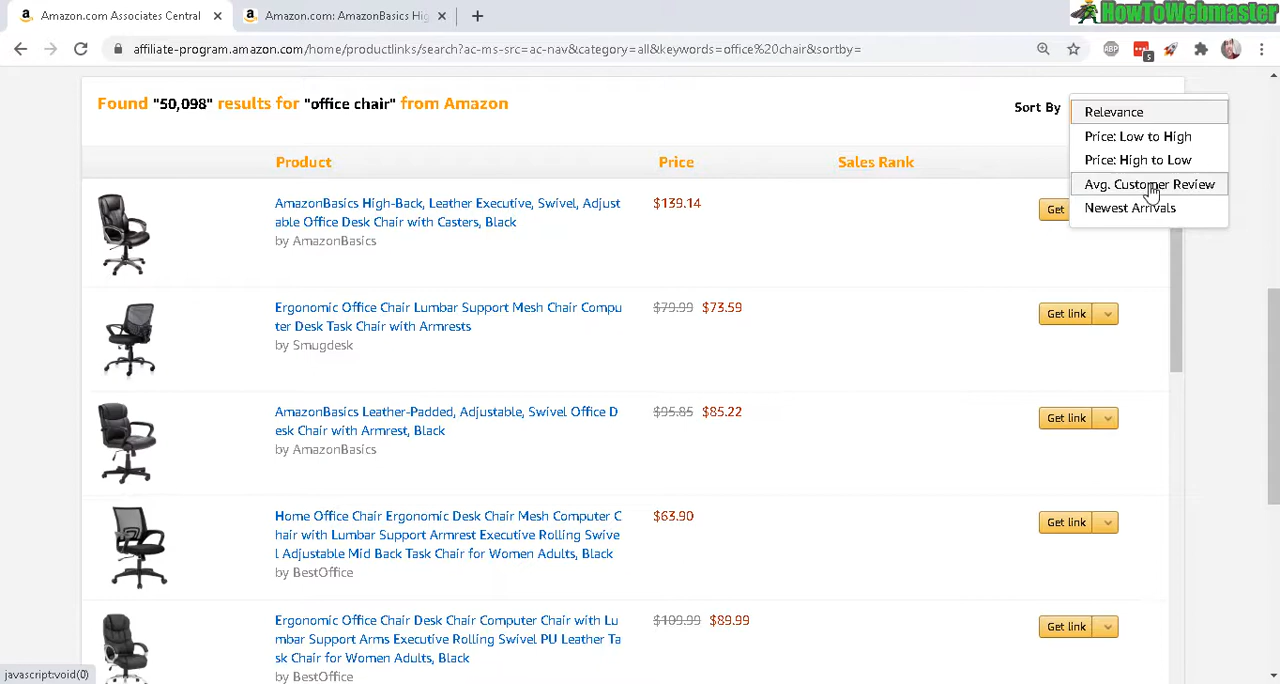 Amazon.com Associates Central
Amazon.com: AmazonBasics Hig
HowToWebmaster
affiliate-program.amazon.com/home/productlinks/search?ac-ms-src=ac-nav&category=all&keywords=office%20chair&sortby=
ABP
5
Found "50,098" results for "office chair" from Amazon
Sort By
Relevance
Price: Low to High
Price: High to Low
Avg. Customer Review
Newest Arrivals
Product
Price
Sales Rank
AmazonBasics High-Back, Leather Executive, Swivel, Adjust
able Office Desk Chair with Casters, Black
by AmazonBasics
$139.14
Get
Ergonomic Office Chair Lumbar Support Mesh Chair Compu
ter Desk Task Chair with Armrests
by Smugdesk
$79.99 $73.59
Get link
AmazonBasics Leather-Padded, Adjustable, Swivel Office D
esk Chair with Armrest, Black
by AmazonBasics
$95.85 $85.22
Get link
Home Office Chair Ergonomic Desk Chair Mesh Computer C
hair with Lumbar Support Armrest Executive Rolling Swive
l Adjustable Mid Back Task Chair for Women Adults, Black
by BestOffice
$63.90
Get link
Ergonomic Office Chair Desk Chair Computer Chair with Lu
mbar Support Arms Executive Rolling Swivel PU Leather Ta
sk Chair for Women Adults, Black
by BestOffice
$109.99 $89.99
Get link
javascript:void(0)